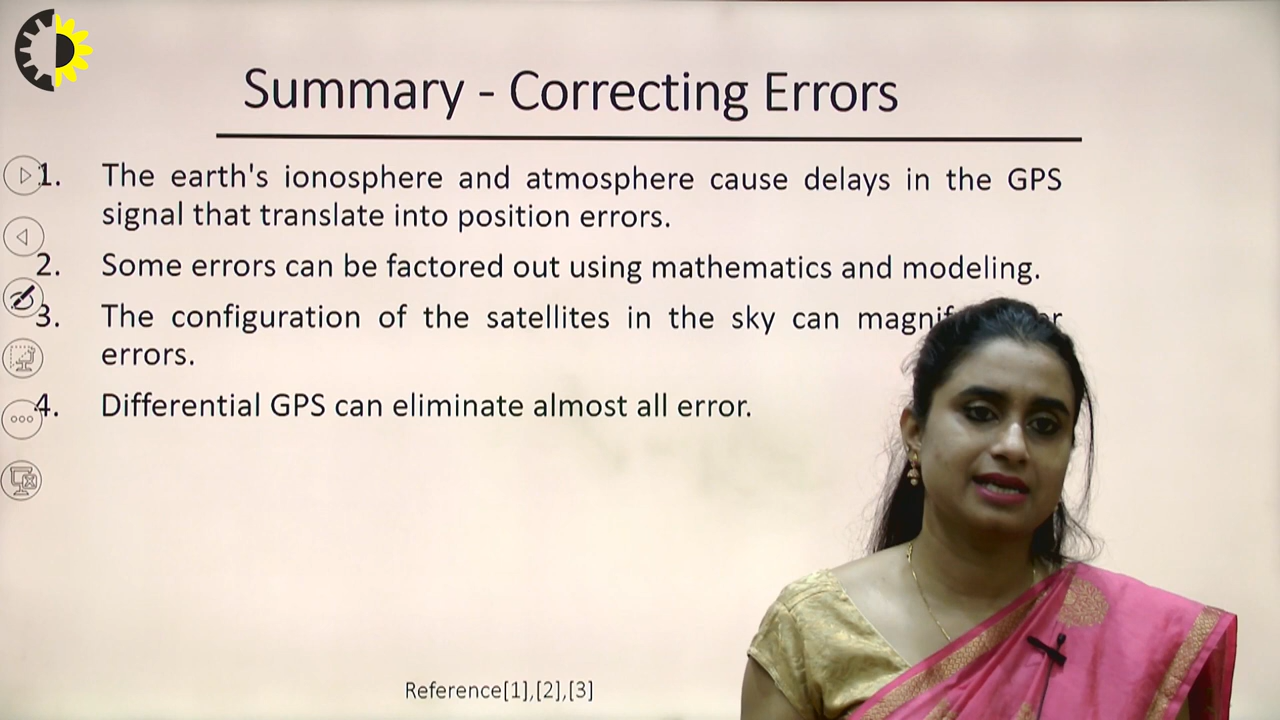 Summary - Correcting Errors
1. The earth's ionosphere and atmosphere cause delays in the GPS
signal that translate into position errors.
2. Some errors can be factored out using mathematics and modeling.
3. The configuration of the satellites in the sky can
errors.
4. Differential GPS can eliminate almost all error.
Reference[1],[2],[3]